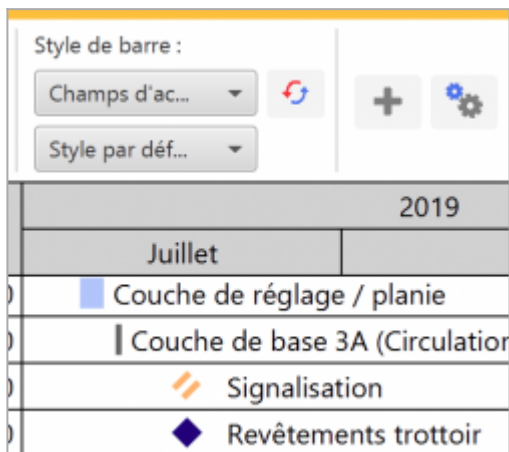 Style de barre :
Champs d'ac...
Style par déf...
2019
Juillet
Couche de réglage / planie
Couche de base 3A (Circulation
Signalisation
Revêtements trottoir